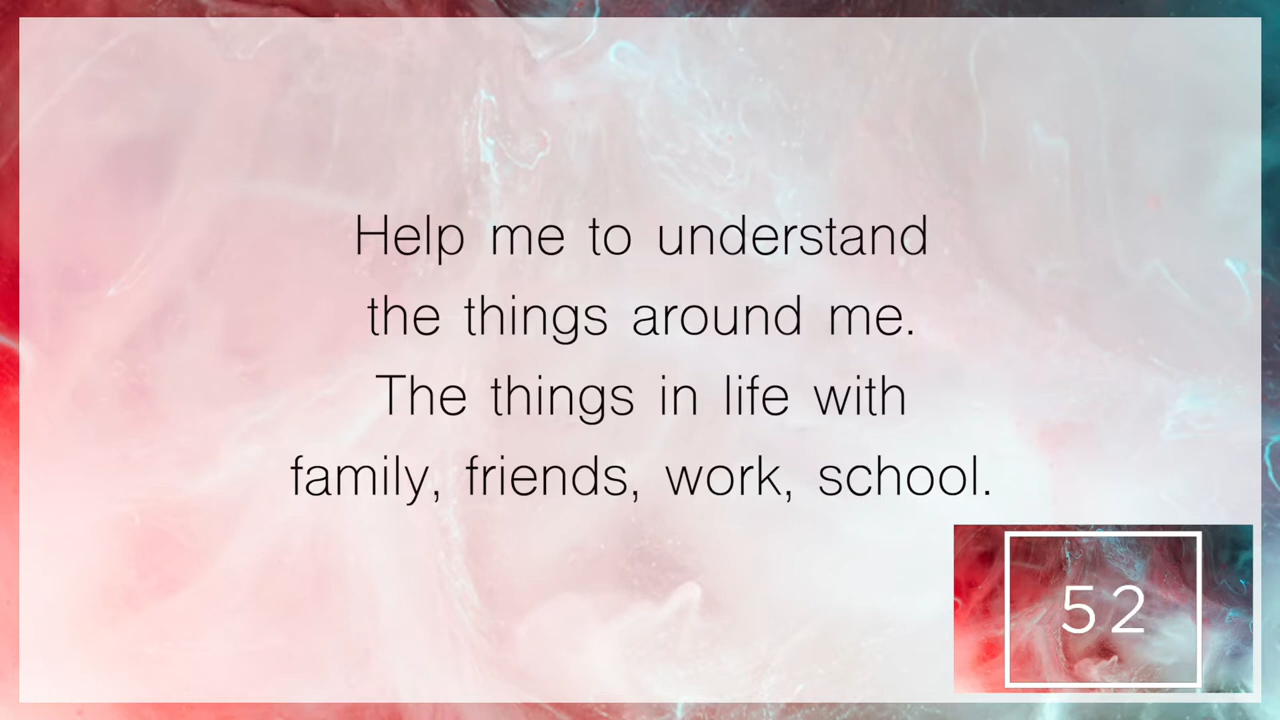 Help me to understand
the things around me.
The things in life with
family, friends, work, school.
52